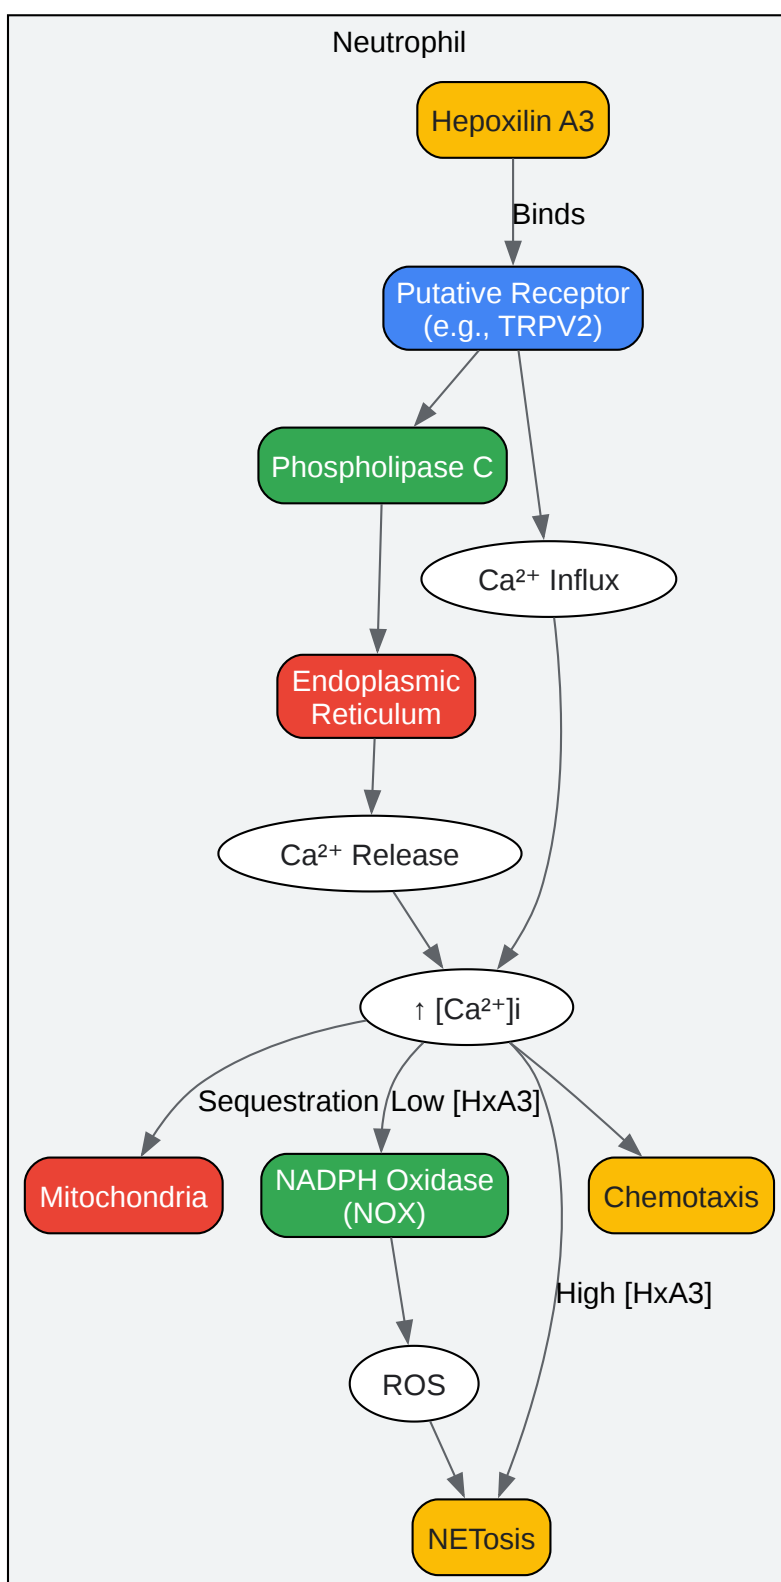 Neutrophil
Hepoxilin A3
Binds
Putative Receptor
(e.g., TRPV2)
Phospholipase C
Ca²⁺ Influx
Endoplasmic
Reticulum
Ca²⁺ Release
↑ [Ca²⁺]i
Sequestration
Low [HxA3]
Mitochondria
NADPH Oxidase
(NOX)
Chemotaxis
High [HxA3]
ROS
NETosis